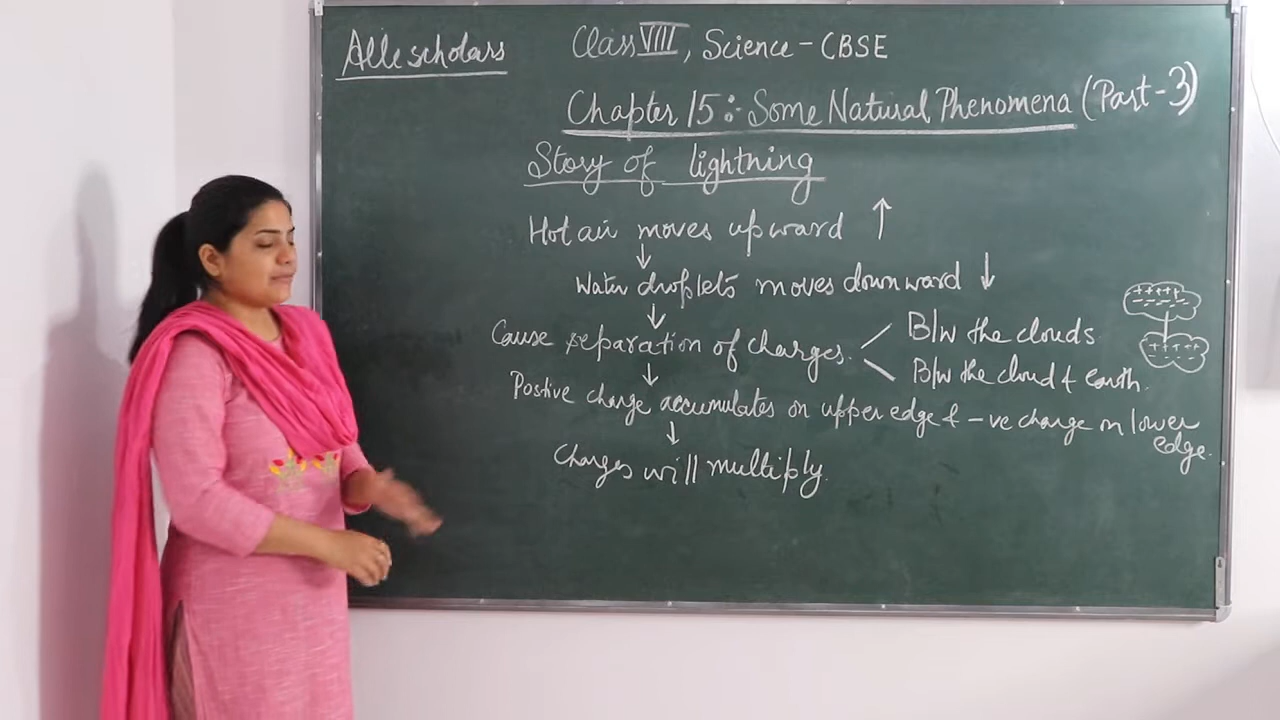 Allescholars
Class VIII, Science - CBSE
Chapter 15 :- Some Natural Phenomena (Part - 3)
Story of lightning
Hot air moves upward ↑
↓
Water droplets moves downward ↓
↓
Cause separation of charges.
B/w the clouds
B/w the cloud & earth.
↓
Postive charge accumulates on upper edge & -ve charge on lower
edge.
↓
Charges will multiply.
+++++
-----
+++++
----